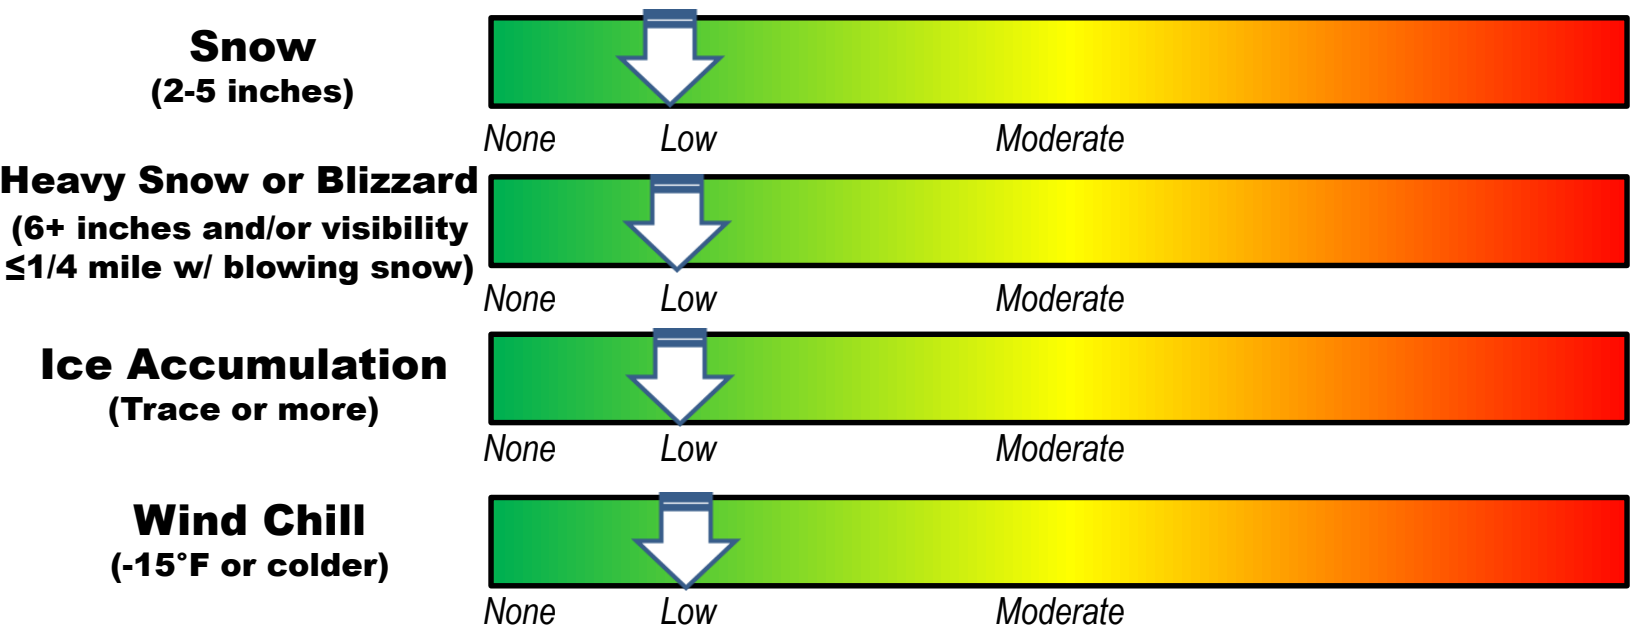 Snow
(2-5 inches)
None Low Moderate
Heavy Snow or Blizzard
(6+ inches and/or visibility
≤1/4 mile w/ blowing snow)
None Low Moderate
Ice Accumulation
(Trace or more)
None Low Moderate
Wind Chill
(-15°F or colder)
None Low Moderate